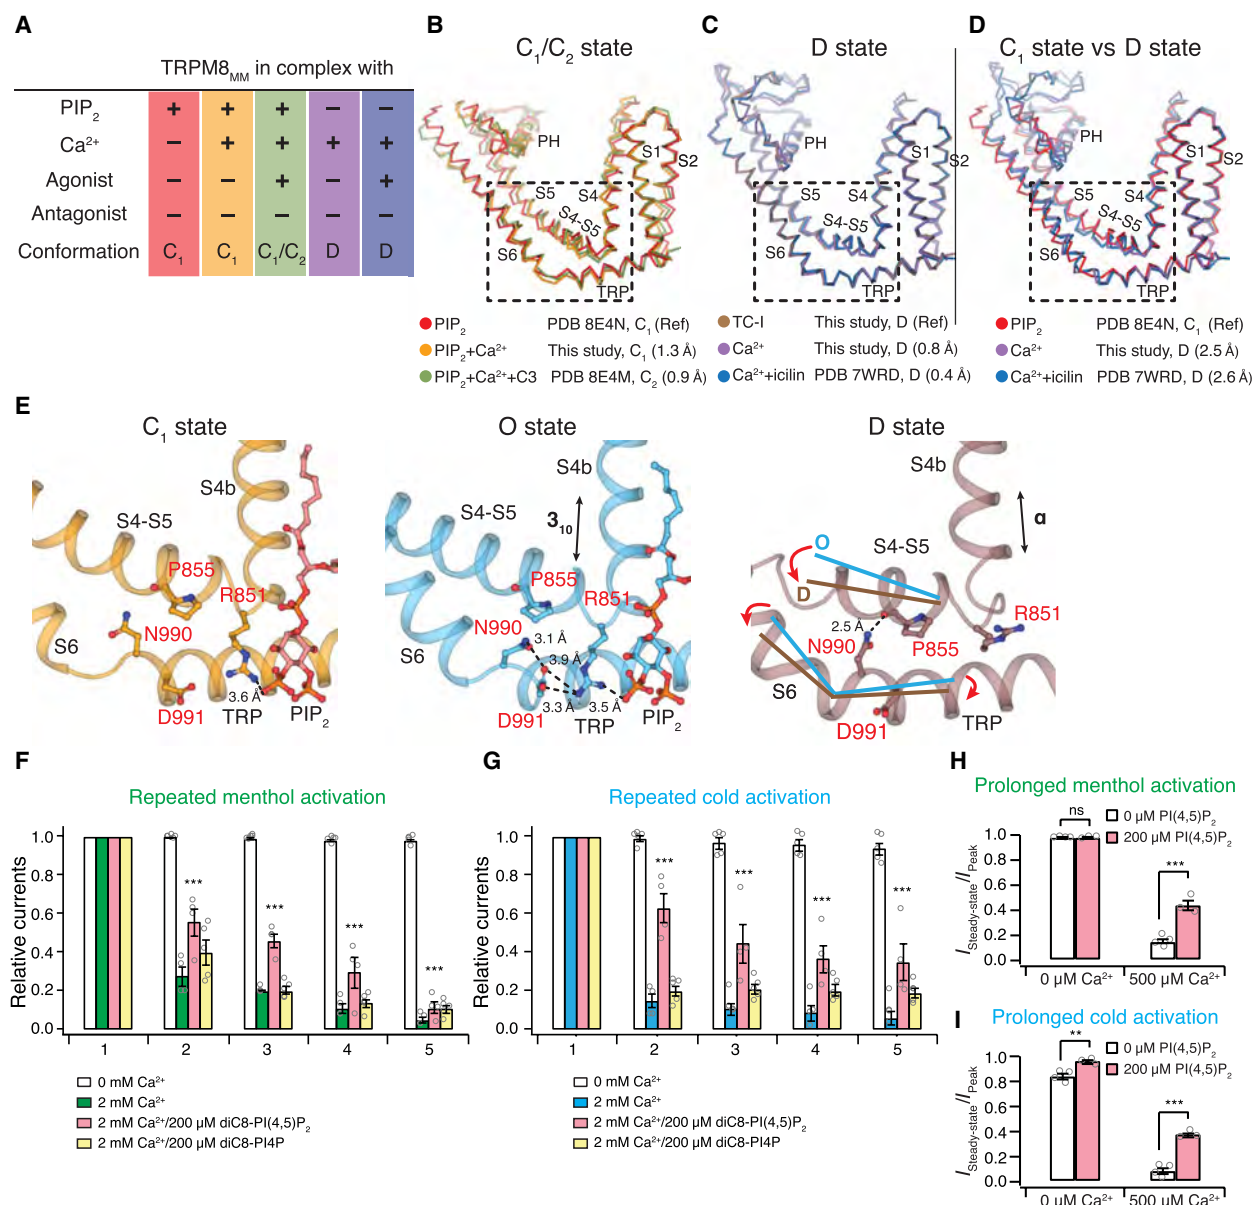 A
TRPM8MM in complex with
PIP2 + + + − −
Ca2+ − + + + +
Agonist − − + − +
Antagonist − − − − −
Conformation C1 C1 C1/C2 D D
B
C1/C2 state
PH
S1
S2
S5
S4
S4-S5
S6
TRP
PIP2 PDB 8E4N, C1 (Ref)
PIP2+Ca2+ This study, C1 (1.3 Å)
PIP2+Ca2++C3 PDB 8E4M, C2 (0.9 Å)
C
D state
PH
S1
S2
S5
S4
S4-S5
S6
TRP
TC-I This study, D (Ref)
Ca2+ This study, D (0.8 Å)
Ca2++icilin PDB 7WRD, D (0.4 Å)
D
C1 state vs D state
PH
S1
S2
S5
S4
S4-S5
S6
TRP
PIP2 PDB 8E4N, C1 (Ref)
Ca2+ This study, D (2.5 Å)
Ca2++icilin PDB 7WRD, D (2.6 Å)
E
C1 state
S4b
S4-S5
P855
R851
N990
S6
3.6 Å
D991
TRP
PIP2
O state
S4b
S4-S5
310
P855
R851
N990
3.1 Å
S6
3.9 Å
D991
3.3 Å
3.5 Å
TRP
PIP2
D state
S4b
α
O
S4-S5
D
R851
2.5 Å
N990
P855
S6
D991
TRP
F
Repeated menthol activation
Relative currents
1.0
0.8
0.6
0.4
0.2
0.0
***
***
***
***
1 2 3 4 5
0 mM Ca2+
2 mM Ca2+
2 mM Ca2+/200 µM diC8-PI(4,5)P2
2 mM Ca2+/200 µM diC8-PI4P
G
Repeated cold activation
Relative currents
1.0
0.8
0.6
0.4
0.2
0.0
***
***
***
***
1 2 3 4 5
0 mM Ca2+
2 mM Ca2+
2 mM Ca2+/200 µM diC8-PI(4,5)P2
2 mM Ca2+/200 µM diC8-PI4P
H
Prolonged menthol activation
0 µM PI(4,5)P2
200 µM PI(4,5)P2
ISteady-state/IPeak
1.0
0.8
0.6
0.4
0.2
0.0
ns
***
0 µM Ca2+ 500 µM Ca2+
I
Prolonged cold activation
0 µM PI(4,5)P2
200 µM PI(4,5)P2
ISteady-state/IPeak
1.0
0.8
0.6
0.4
0.2
0.0
**
***
0 µM Ca2+ 500 µM Ca2+